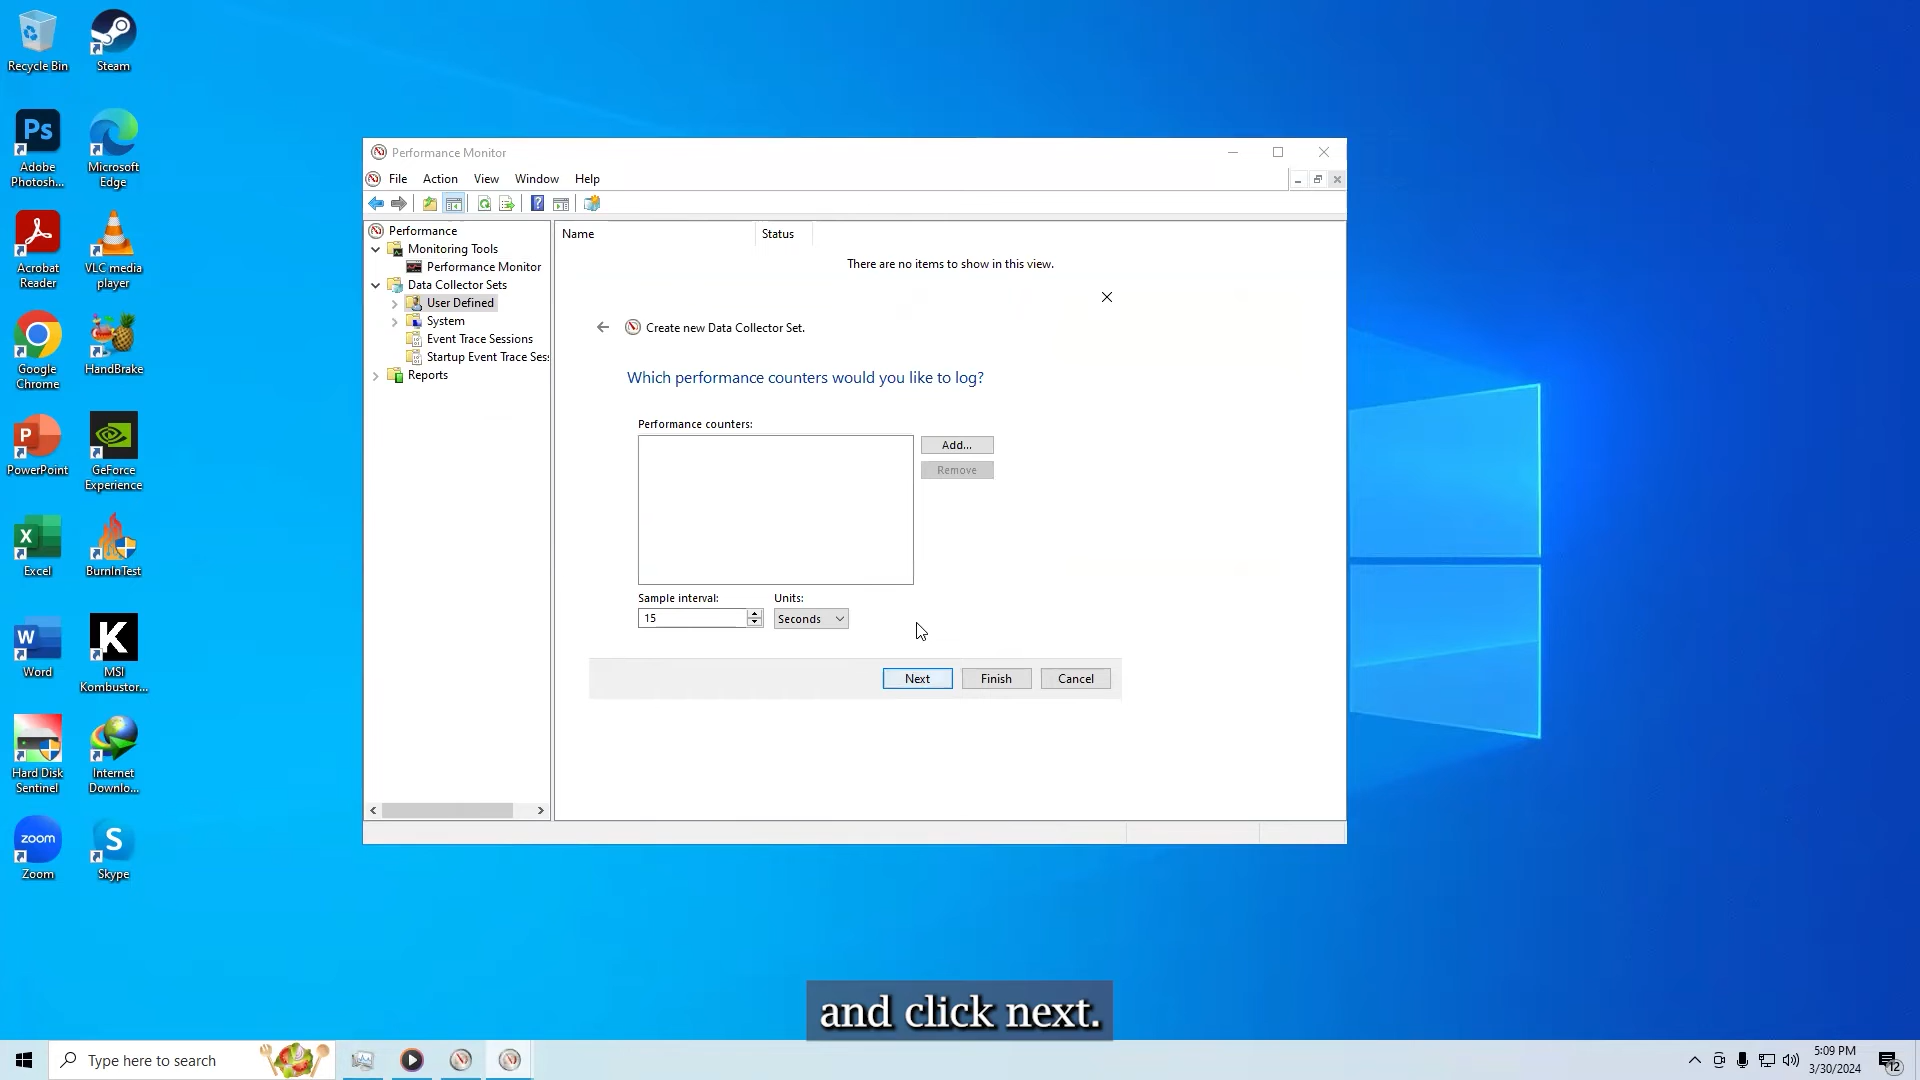 Recycle Bin
Steam
Ps
Adobe
Photosh...
Microsoft
Edge
Acrobat
Reader
VLC media
player
Google
Chrome
HandBrake
P
PowerPoint
GeForce
Experience
X
Excel
BurnInTest
W
Word
K
MSI
Kombustor...
Hard Disk
Sentinel
Internet
Downlo...
zoom
Zoom
S
Skype
Performance Monitor
File Action View Window Help
Performance
Monitoring Tools
Performance Monitor
Data Collector Sets
User Defined
System
Event Trace Sessions
Startup Event Trace Sess
Reports
Name Status
There are no items to show in this view.
Create new Data Collector Set.
Which performance counters would you like to log?
Performance counters:
Add...
Remove
Sample interval: Units:
15 Seconds
Next Finish Cancel
and click next.
Type here to search
5:09 PM
3/30/2024
12